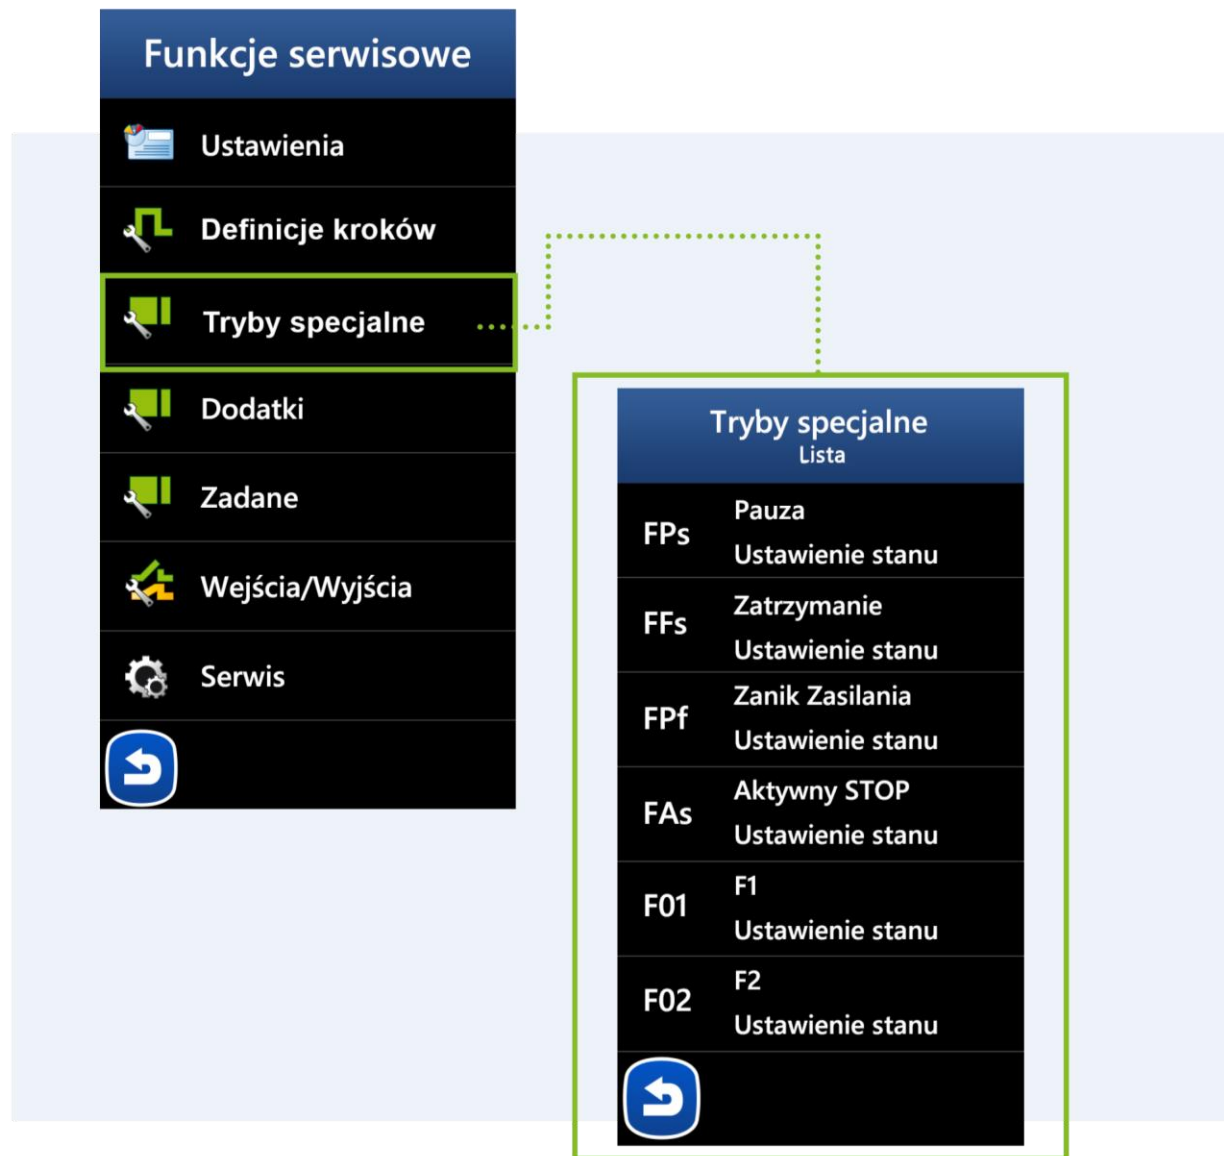 Funkcje serwisowe
Ustawienia
Definicje kroków
Tryby specjalne
Dodatki
Zadane
Wejścia/Wyjścia
Serwis
Tryby specjalne
Lista
FPs
Pauza
Ustawienie stanu
FFs
Zatrzymanie
Ustawienie stanu
FPf
Zanik Zasilania
Ustawienie stanu
FAs
Aktywny STOP
Ustawienie stanu
F01
F1
Ustawienie stanu
F02
F2
Ustawienie stanu